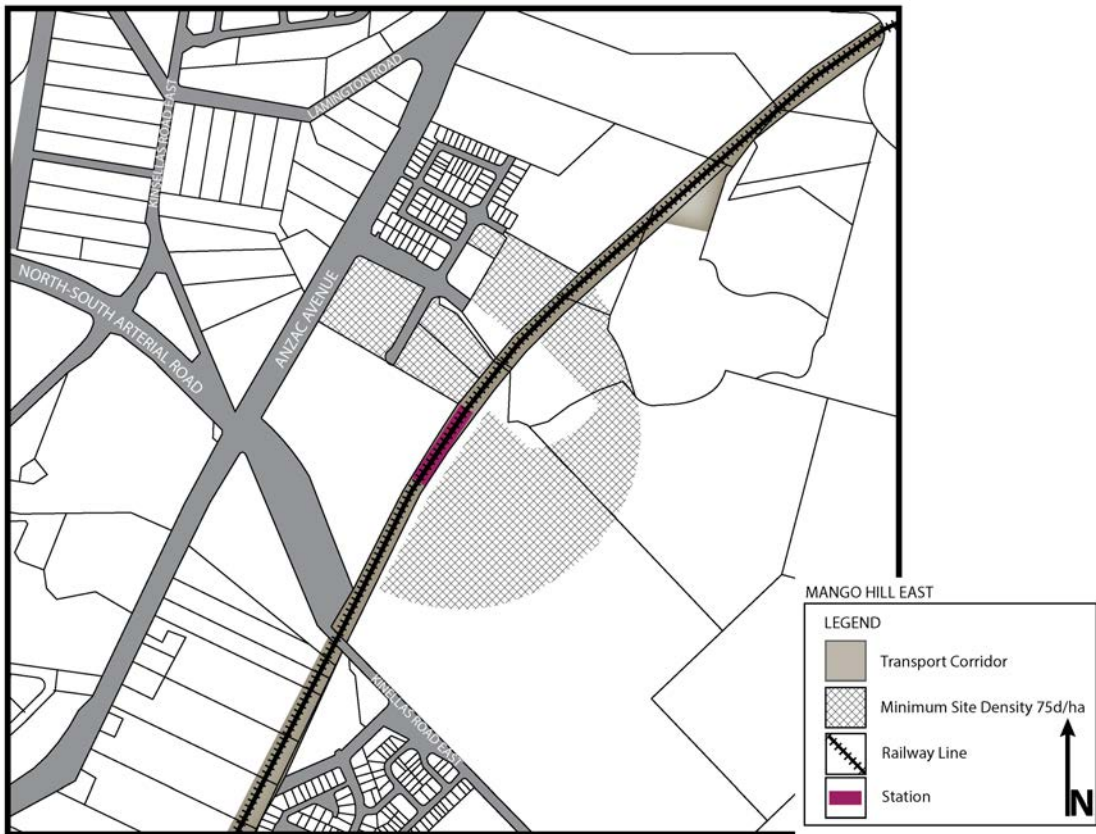 LAMINGTON ROAD
KINSELLAS ROAD EAST
NORTH-SOUTH ARTERIAL ROAD
ANZAC AVENUE
KINELLAS ROAD EAST
MANGO HILL EAST
LEGEND
Transport Corridor
Minimum Site Density 75d/ha
Railway Line
Station
N